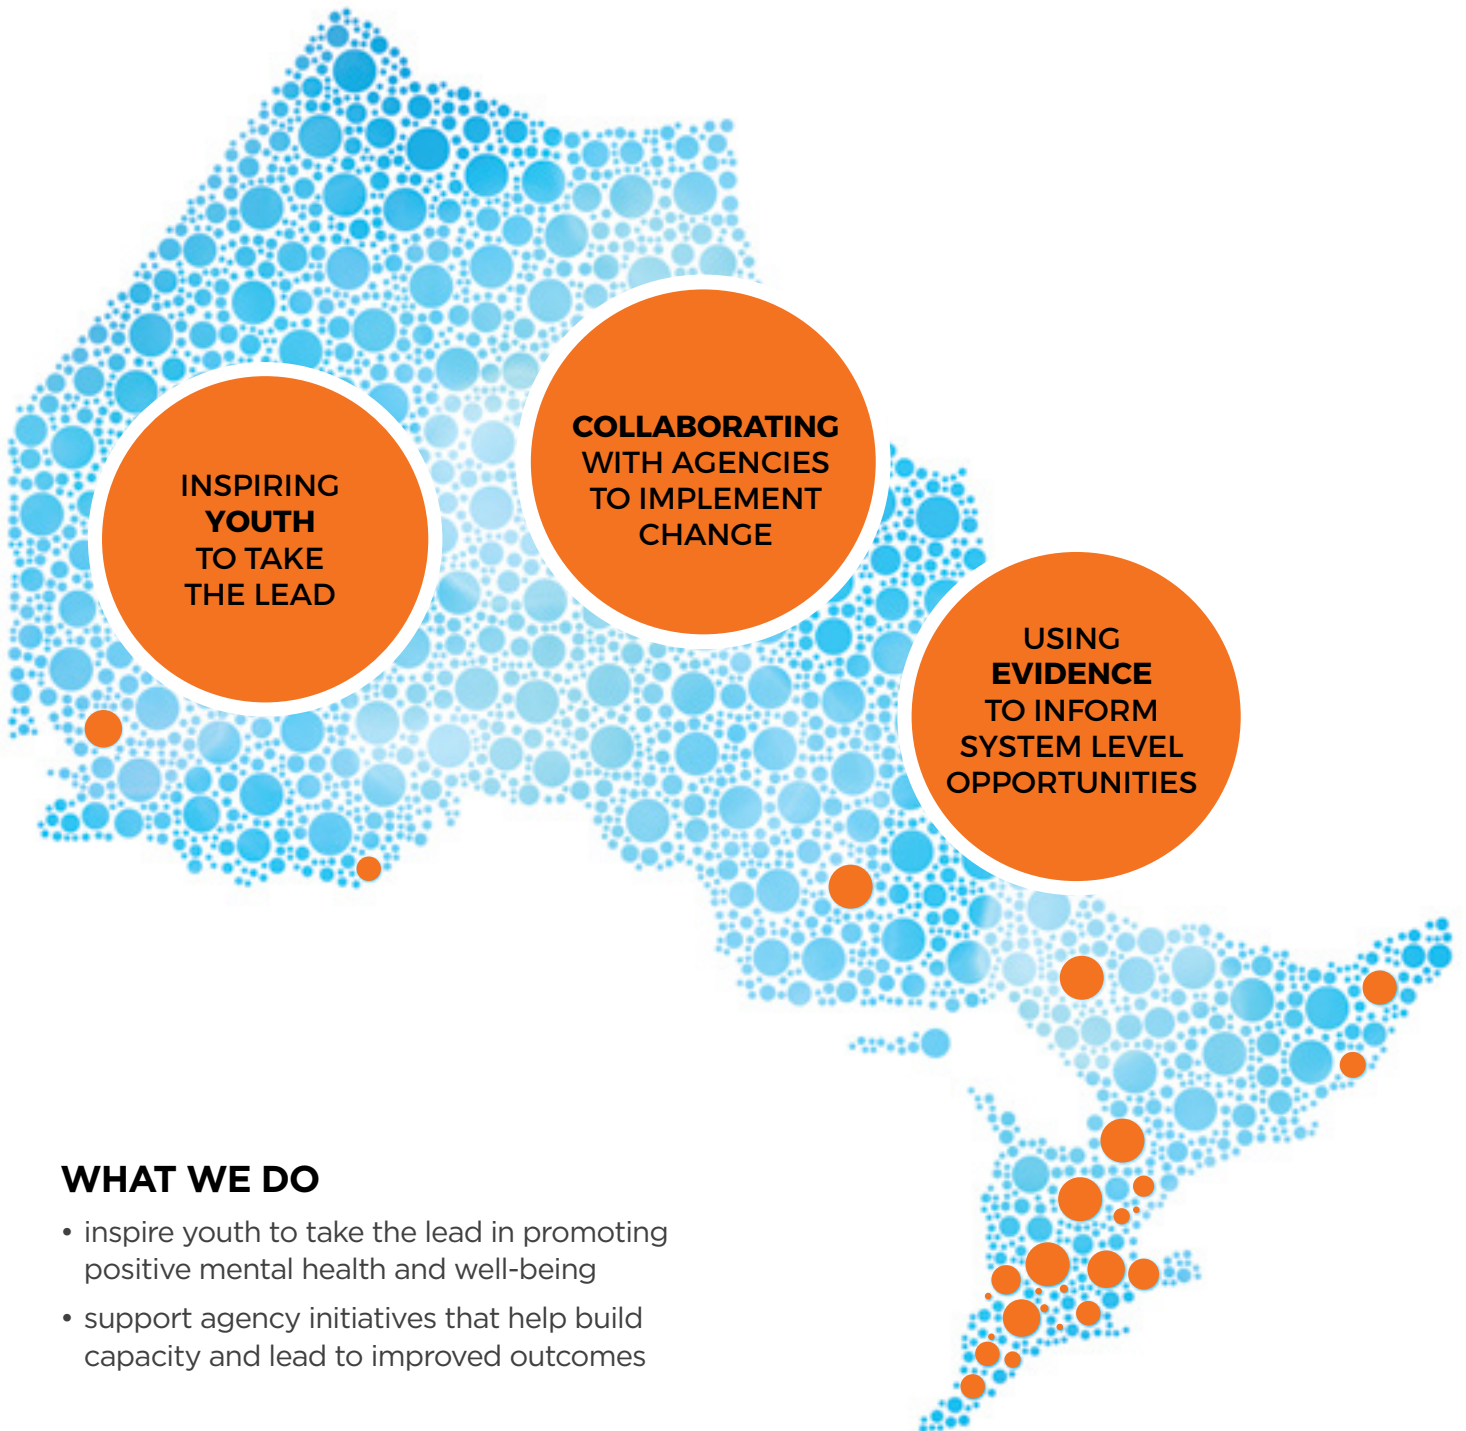 INSPIRING
YOUTH
TO TAKE
THE LEAD
COLLABORATING
WITH AGENCIES
TO IMPLEMENT
CHANGE
USING
EVIDENCE
TO INFORM
SYSTEM LEVEL
OPPORTUNITIES
WHAT WE DO
• inspire youth to take the lead in promoting
positive mental health and well-being
• support agency initiatives that help build
capacity and lead to improved outcomes